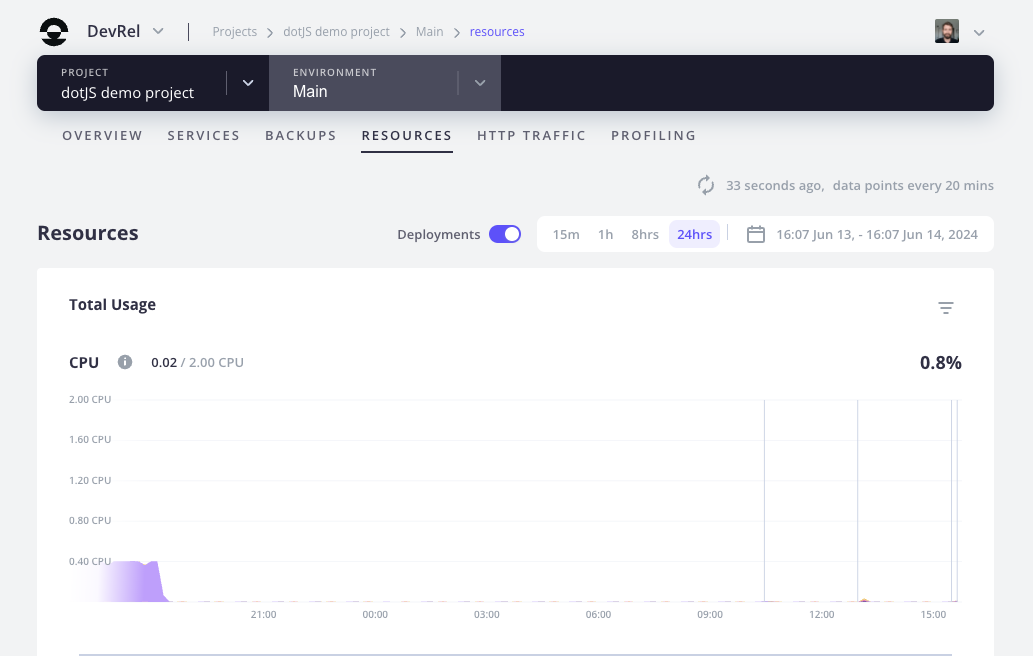 DevRel
Projects > dotJS demo project > Main > resources
PROJECT
dotJS demo project
ENVIRONMENT
Main
OVERVIEW SERVICES BACKUPS RESOURCES HTTP TRAFFIC PROFILING
33 seconds ago, data points every 20 mins
Resources
Deployments
15m 1h 8hrs 24hrs
16:07 Jun 13, - 16:07 Jun 14, 2024
Total Usage
CPU i 0.02 / 2.00 CPU
0.8%
2.00 CPU
1.60 CPU
1.20 CPU
0.80 CPU
0.40 CPU
21:00 00:00 03:00 06:00 09:00 12:00 15:00